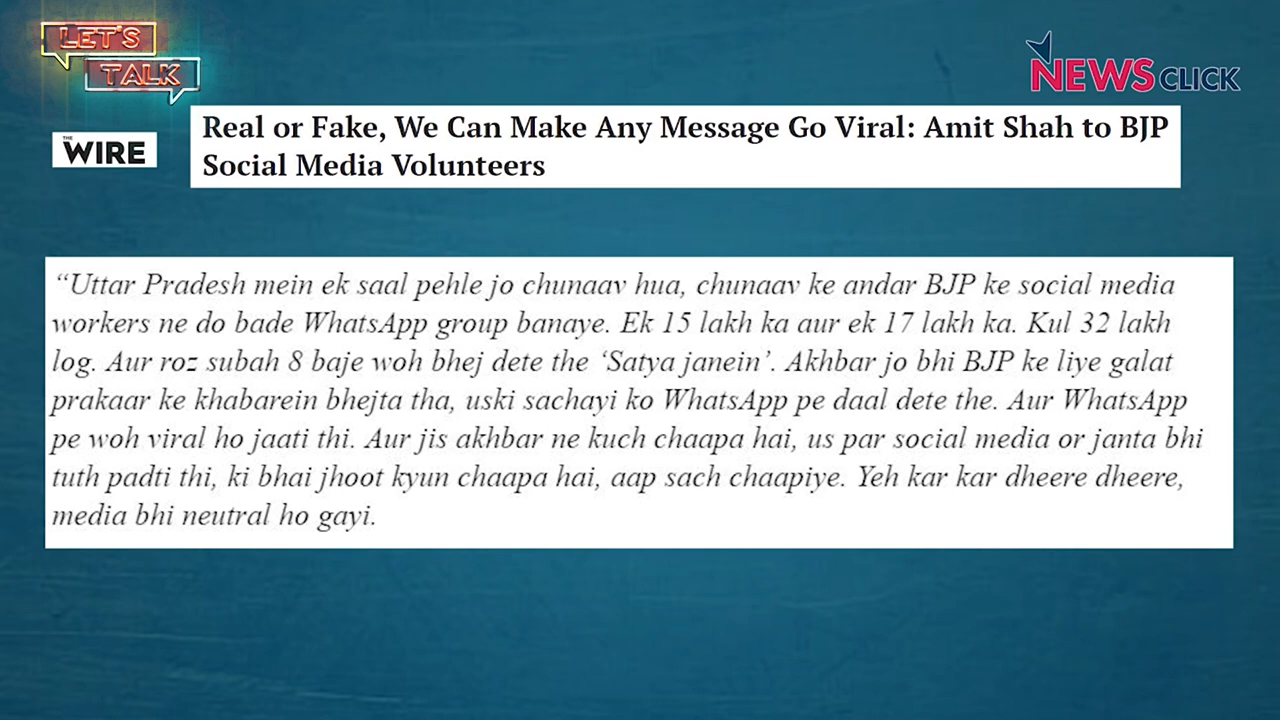 LET'S
TALK
NEWSCLICK
THE
WIRE
Real or Fake, We Can Make Any Message Go Viral: Amit Shah to BJP
Social Media Volunteers
“Uttar Pradesh mein ek saal pehle jo chunaav hua, chunaav ke andar BJP ke social media
workers ne do bade WhatsApp group banaye. Ek 15 lakh ka aur ek 17 lakh ka. Kul 32 lakh
log. Aur roz subah 8 baje woh bhej dete the ‘Satya janein’. Akhbar jo bhi BJP ke liye galat
prakaar ke khabarein bhejta tha, uski sachayi ko WhatsApp pe daal dete the. Aur WhatsApp
pe woh viral ho jaati thi. Aur jis akhbar ne kuch chaapa hai, us par social media or janta bhi
tuth padti thi, ki bhai jhoot kyun chaapa hai, aap sach chaapiye. Yeh kar kar dheere dheere,
media bhi neutral ho gayi.